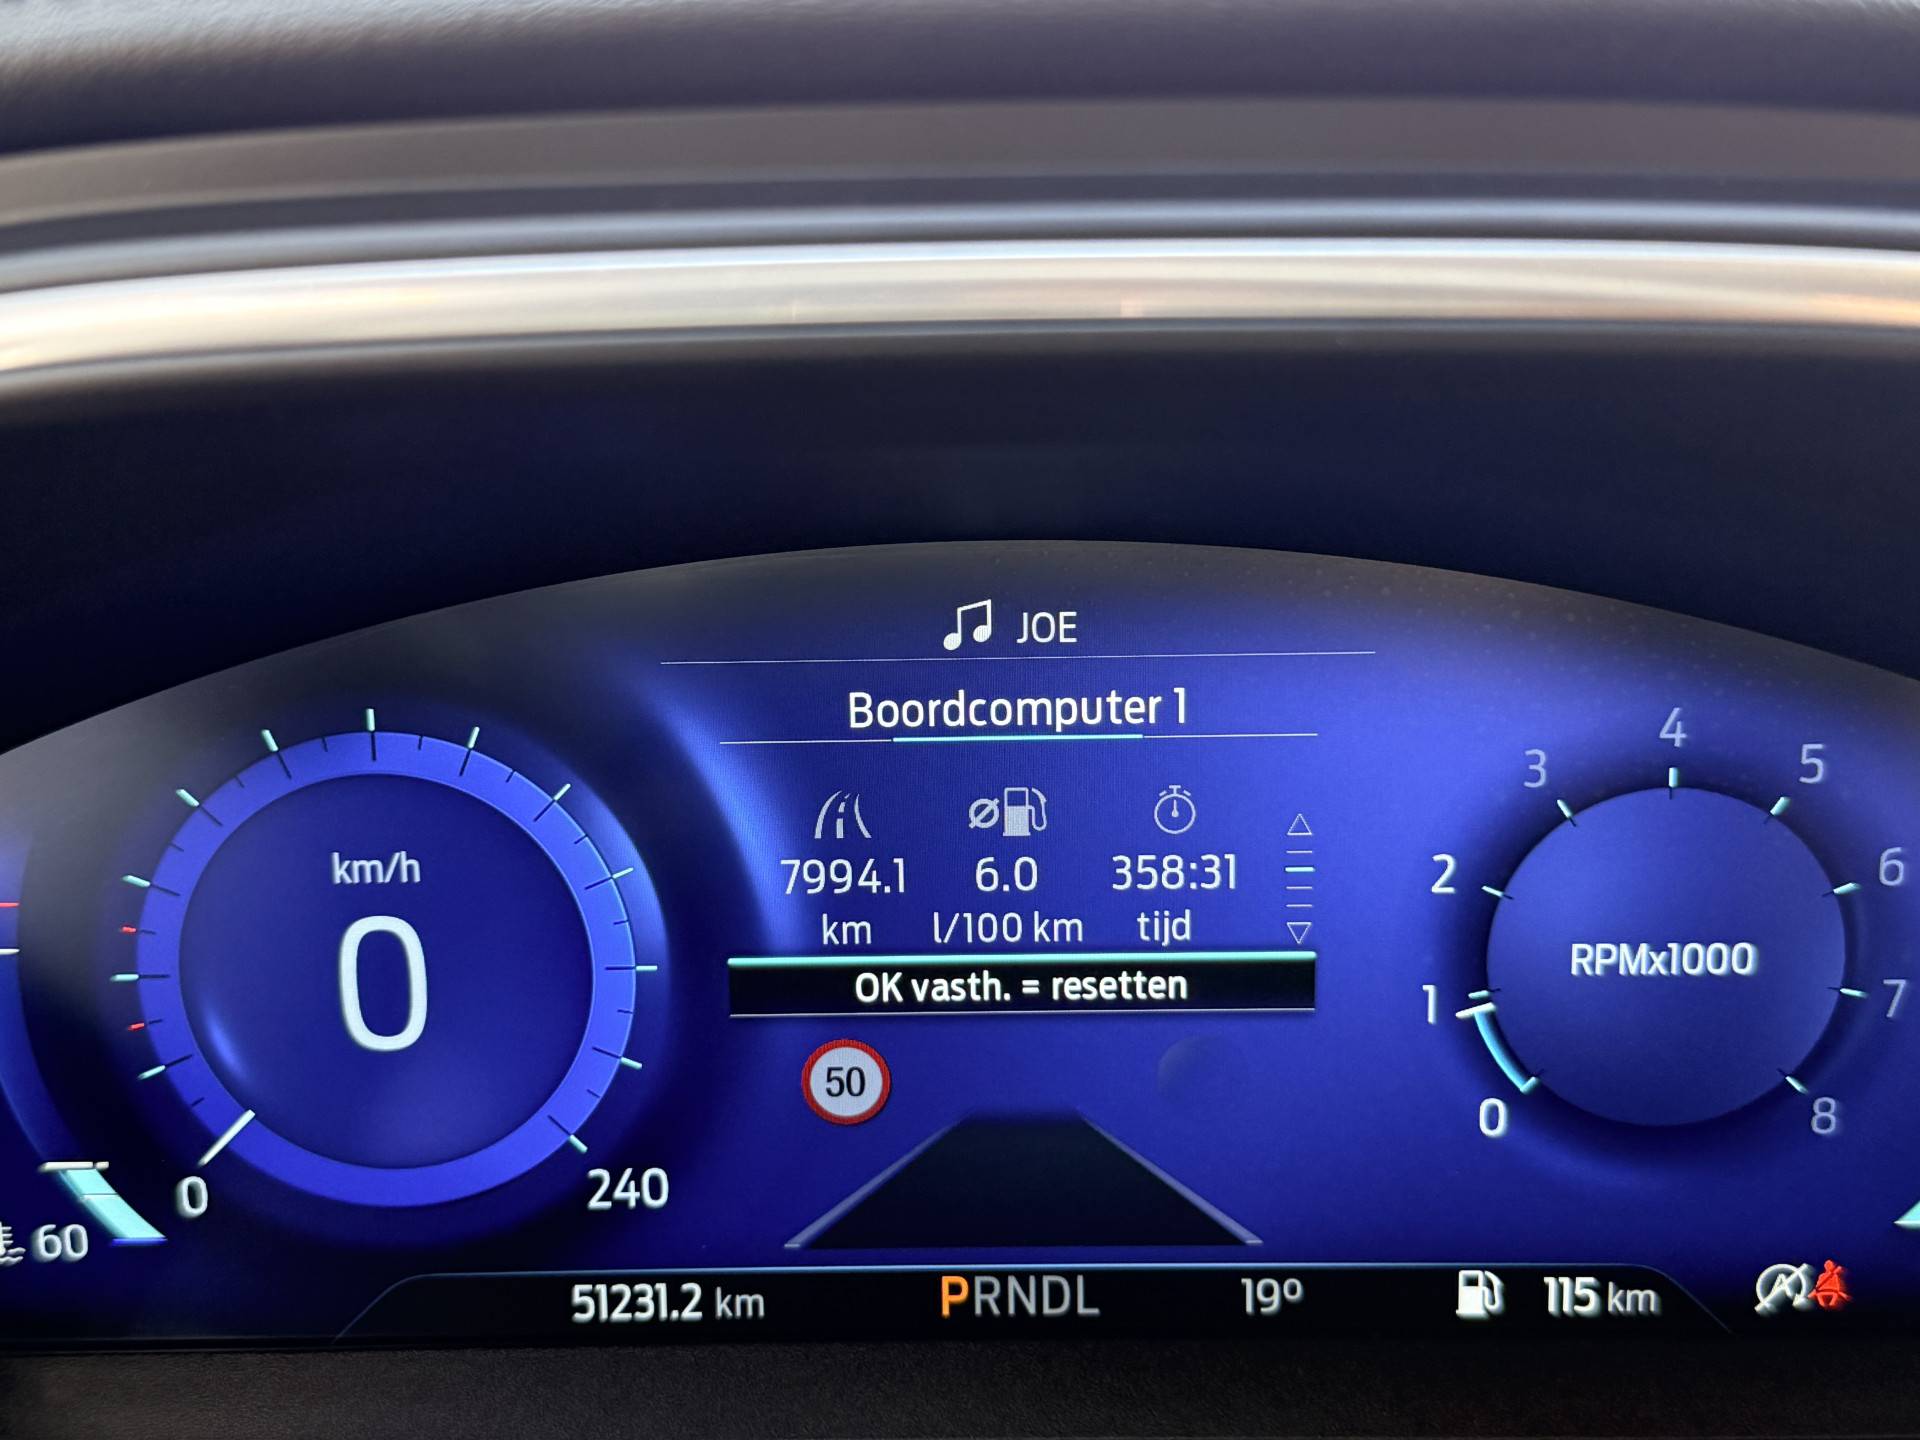 JOE
Boordcomputer 1
7994.1 6.0 358:31
km l/100 km tijd
OK vasth. = resetten
km/h
0
0
240
60
50
0
1
2
3
4
5
6
7
8
RPMx1000
51231.2 km PRNDL 19º 115 km
A